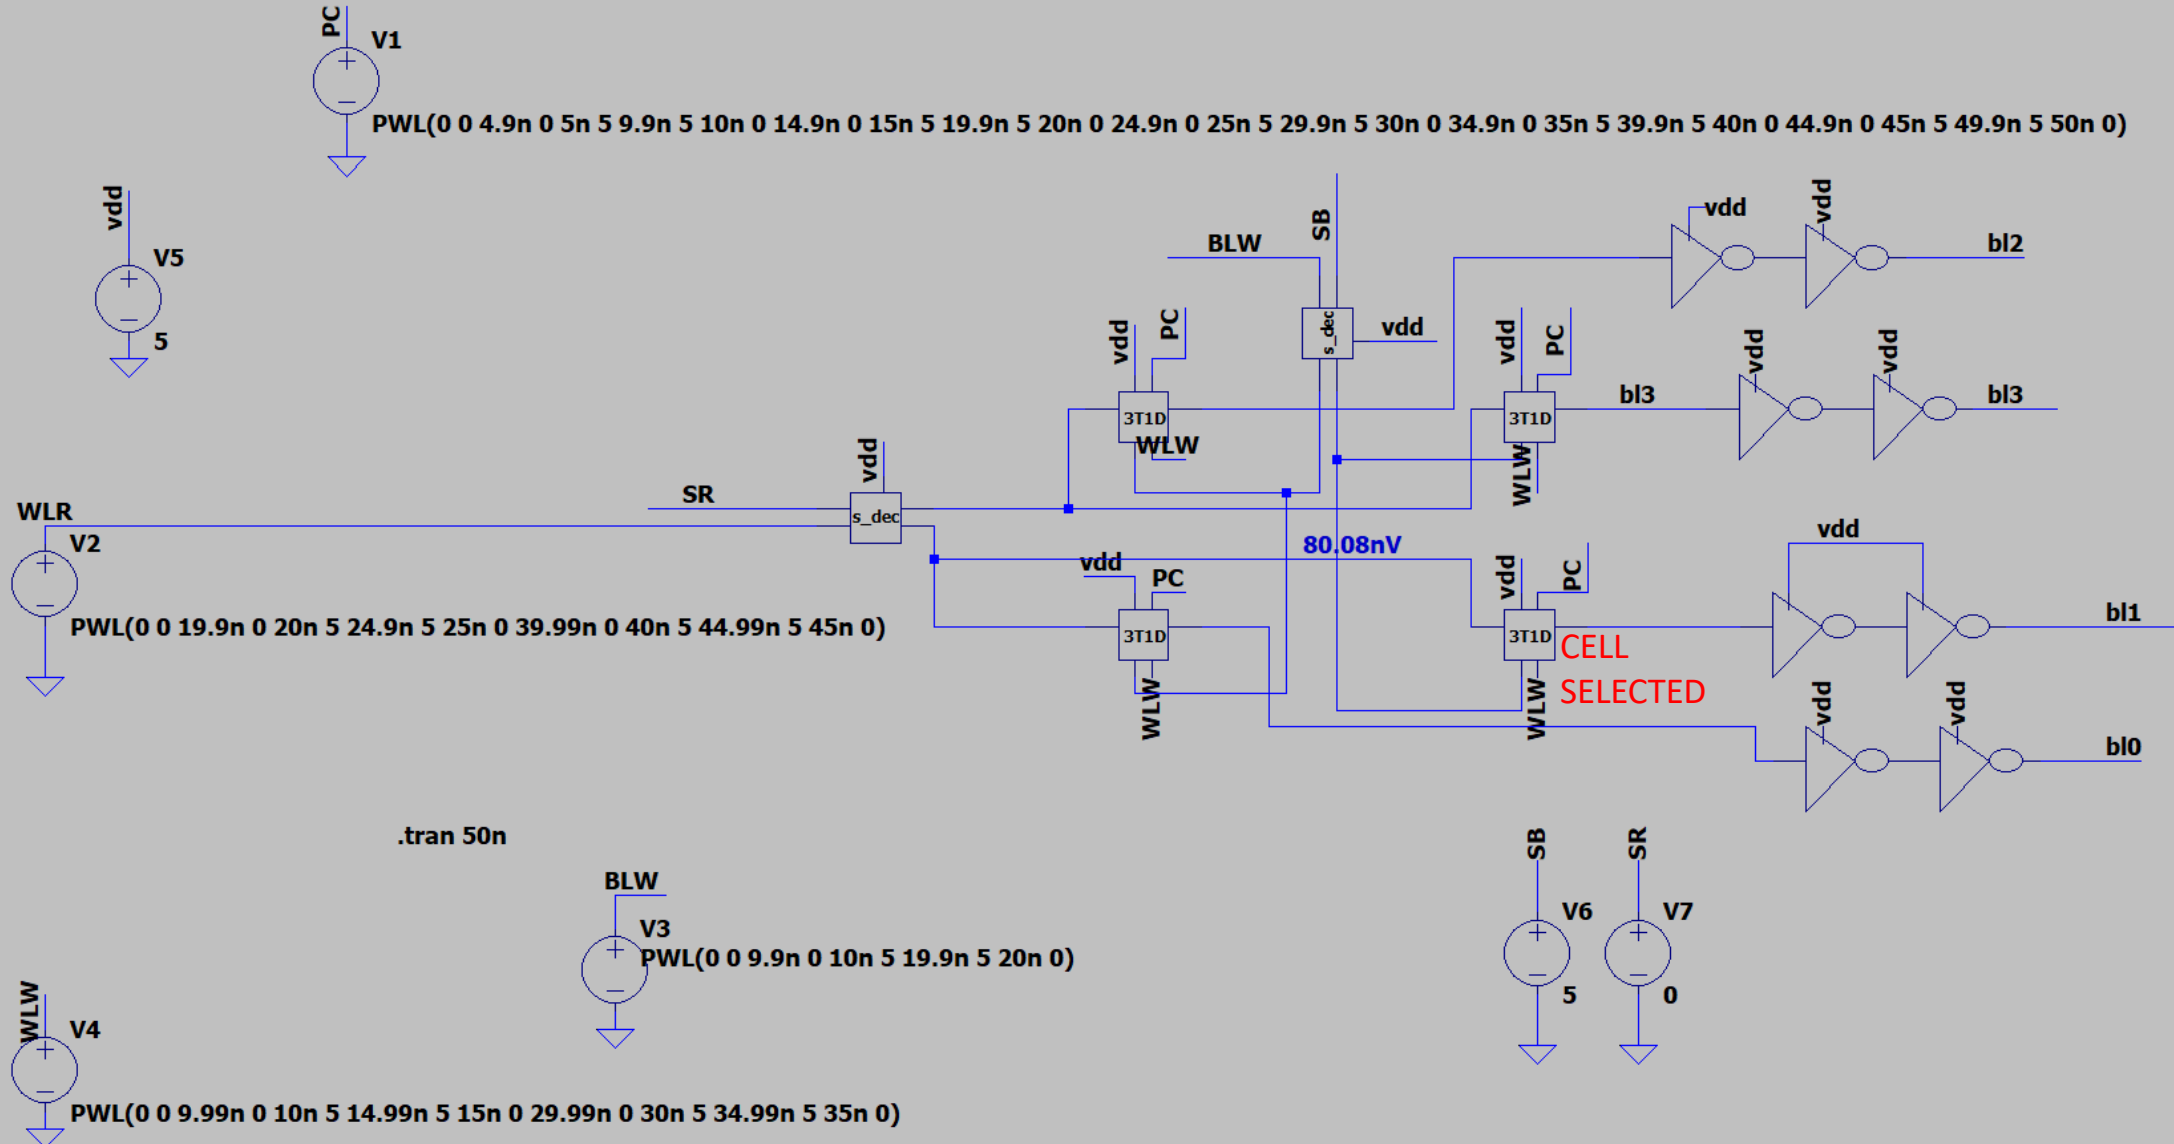 PC
V1
PWL(0 0 4.9n 0 5n 5 9.9n 5 10n 0 14.9n 0 15n 5 19.9n 5 20n 0 24.9n 0 25n 5 29.9n 5 30n 0 34.9n 0 35n 5 39.9n 5 40n 0 44.9n 0 45n 5 49.9n 5 50n 0)
vdd
V5
5
BLW
SB
s_dec
vdd
vdd
vdd
bl2
vdd
PC
3T1D
WLW
vdd
PC
3T1D
WLW
bl3
vdd
vdd
bl3
SR
vdd
s_dec
WLR
V2
PWL(0 0 19.9n 0 20n 5 24.9n 5 25n 0 39.99n 0 40n 5 44.99n 5 45n 0)
80.08nV
vdd
PC
3T1D
WLW
vdd
PC
3T1D
WLW
CELL
SELECTED
vdd
bl1
vdd
vdd
bl0
.tran 50n
BLW
V3
PWL(0 0 9.9n 0 10n 5 19.9n 5 20n 0)
SB
V6
5
SR
V7
0
WLW
V4
PWL(0 0 9.99n 0 10n 5 14.99n 5 15n 0 29.99n 0 30n 5 34.99n 5 35n 0)